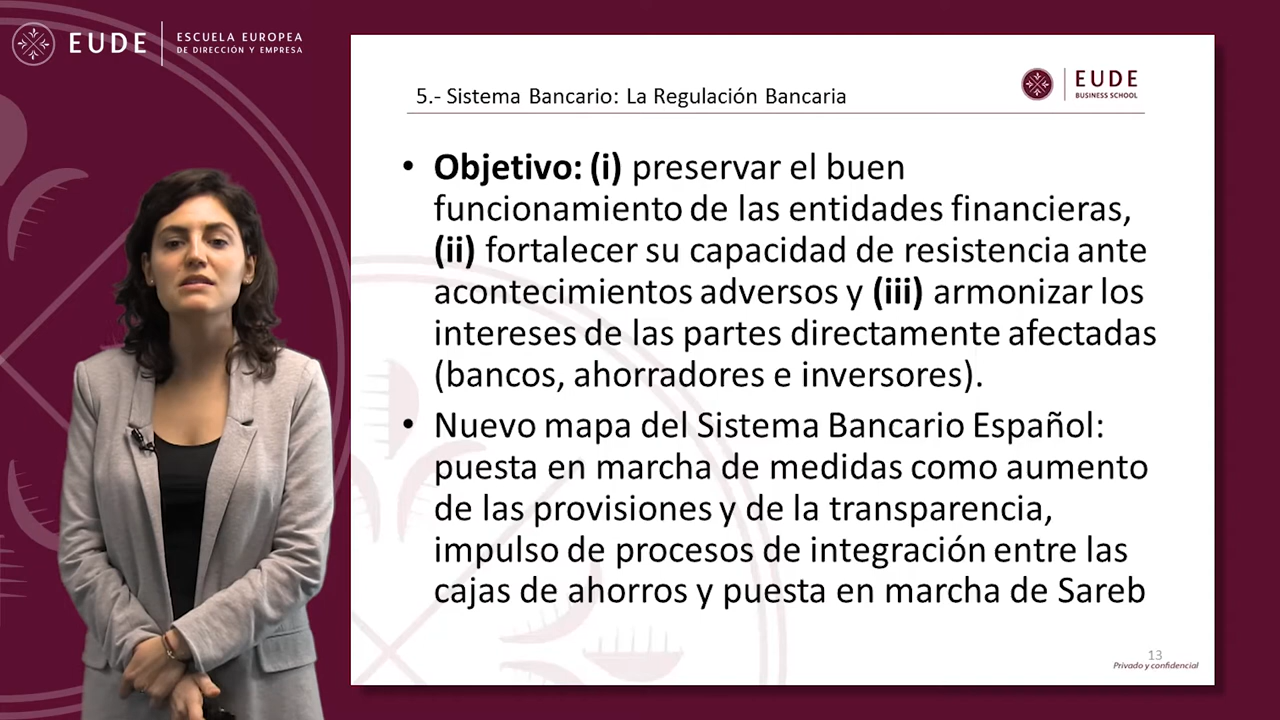 EUDE
ESCUELA EUROPEA
DE DIRECCIÓN Y EMPRESA
5.- Sistema Bancario: La Regulación Bancaria
EUDE
BUSINESS SCHOOL
• Objetivo: (i) preservar el buen
funcionamiento de las entidades financieras,
(ii) fortalecer su capacidad de resistencia ante
acontecimientos adversos y (iii) armonizar los
intereses de las partes directamente afectadas
(bancos, ahorradores e inversores).
• Nuevo mapa del Sistema Bancario Español:
puesta en marcha de medidas como aumento
de las provisiones y de la transparencia,
impulso de procesos de integración entre las
cajas de ahorros y puesta en marcha de Sareb
13
Privado y confidencial